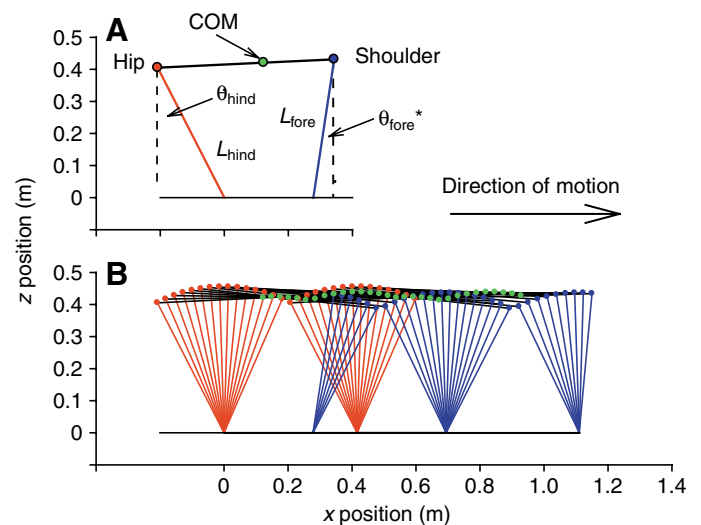 A
COM
Hip
Shoulder
θhind
Lfore
θfore*
Lhind
0.5
0.4
0.3
0.2
0.1
0
Direction of motion
z position (m)
B
0.5
0.4
0.3
0.2
0.1
0
0 0.2 0.4 0.6 0.8 1.0 1.2 1.4
x position (m)